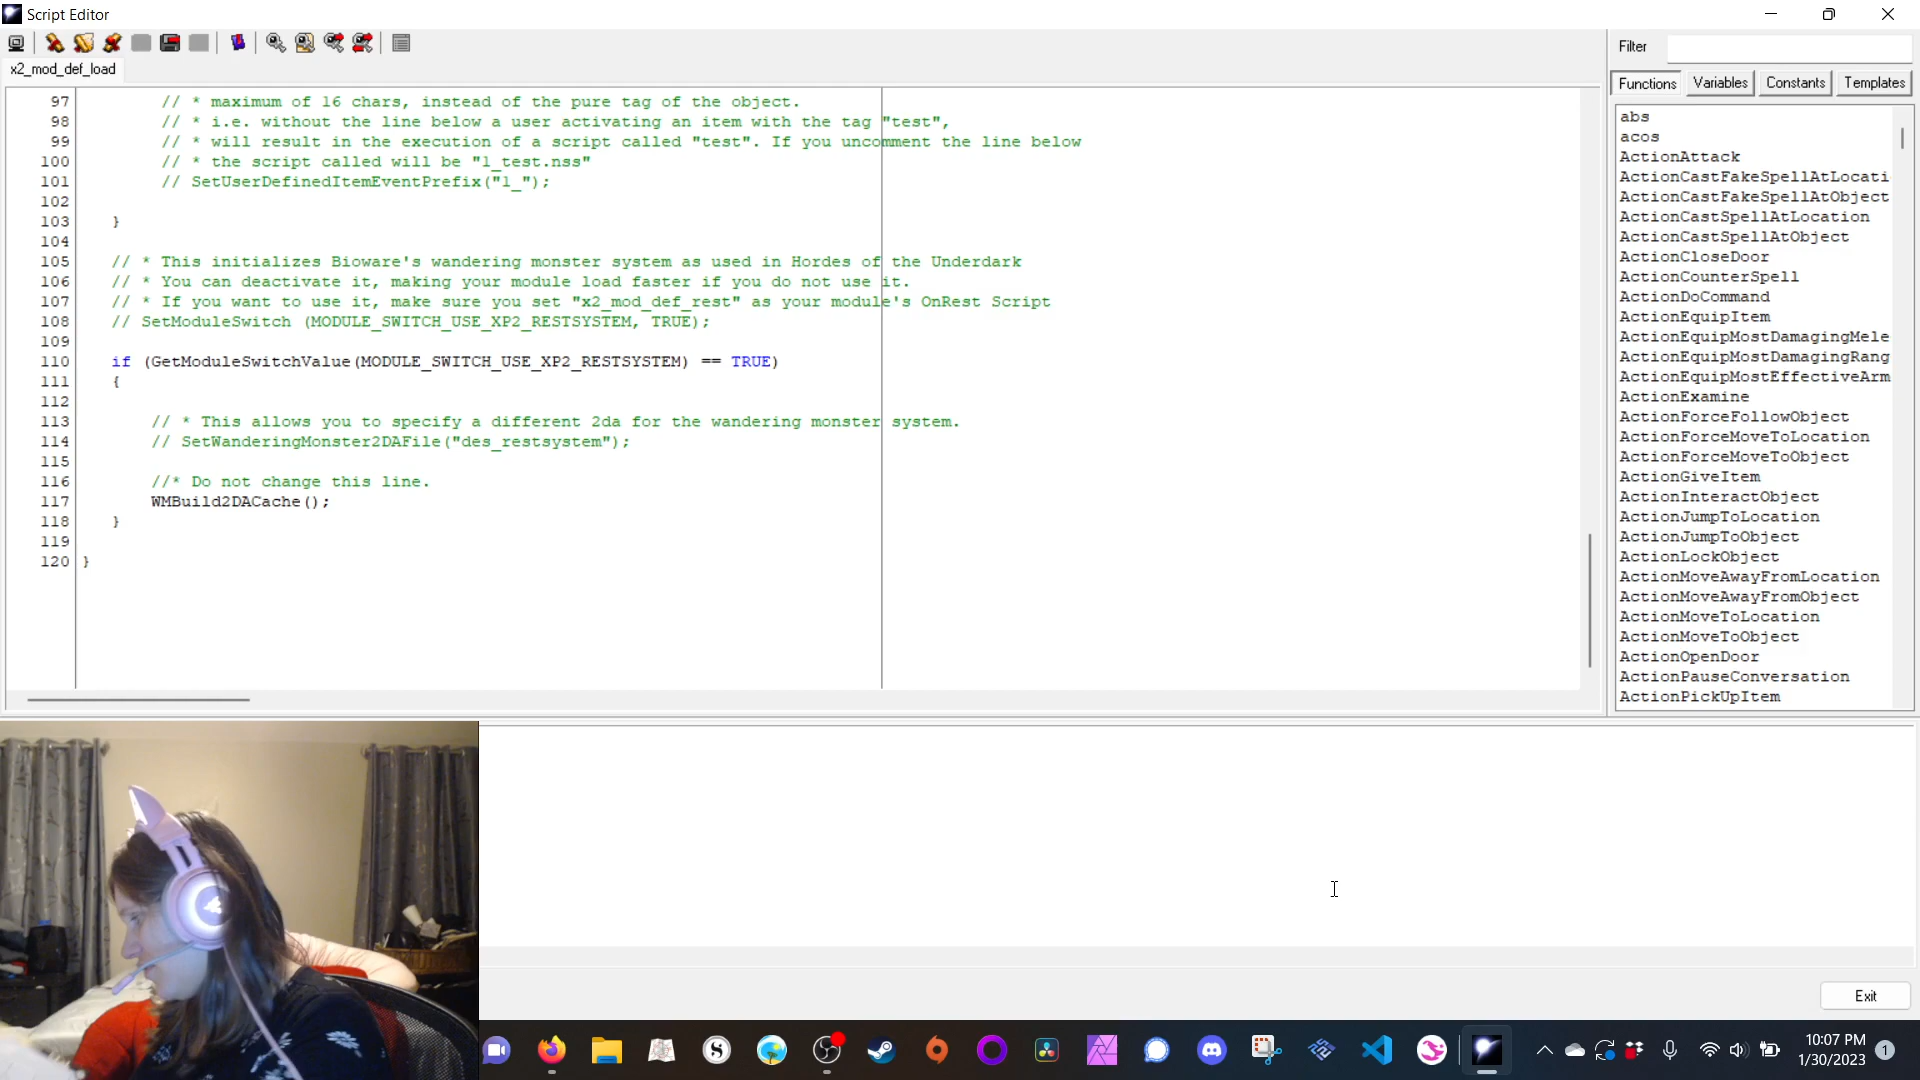 Script Editor
x2_mod_def_load
97 // * maximum of 16 chars, instead of the pure tag of the object.
98 // * i.e. without the line below a user activating an item with the tag "test",
99 // * will result in the execution of a script called "test". If you uncomment the line below
100 // * the script called will be "1_test.nss"
101 // SetUserDefinedItemEventPrefix("1_");
102
103 }
104
105 // * This initializes Bioware's wandering monster system as used in Hordes of the Underdark
106 // * You can deactivate it, making your module load faster if you do not use it.
107 // * If you want to use it, make sure you set "x2_mod_def_rest" as your module's OnRest Script
108 // SetModuleSwitch (MODULE_SWITCH_USE_XP2_RESTSYSTEM, TRUE);
109
110 if (GetModuleSwitchValue(MODULE_SWITCH_USE_XP2_RESTSYSTEM) == TRUE)
111 {
112
113 // * This allows you to specify a different 2da for the wandering monster system.
114 // SetWanderingMonster2DAFile("des_restsystem");
115
116 //* Do not change this line.
117 WMBuild2DACache();
118 }
119
120 }
Filter
Functions Variables Constants Templates
abs
acos
ActionAttack
ActionCastFakeSpellAtLocati
ActionCastFakeSpellAtObject
ActionCastSpellAtLocation
ActionCastSpellAtObject
ActionCloseDoor
ActionCounterSpell
ActionDoCommand
ActionEquipItem
ActionEquipMostDamagingMele
ActionEquipMostDamagingRang
ActionEquipMostEffectiveArm
ActionExamine
ActionForceFollowObject
ActionForceMoveToLocation
ActionForceMoveToObject
ActionGiveItem
ActionInteractObject
ActionJumpToLocation
ActionJumpToObject
ActionLockObject
ActionMoveAwayFromLocation
ActionMoveAwayFromObject
ActionMoveToLocation
ActionMoveToObject
ActionOpenDoor
ActionPauseConversation
ActionPickUpItem
Exit
10:07 PM
1/30/2023
1